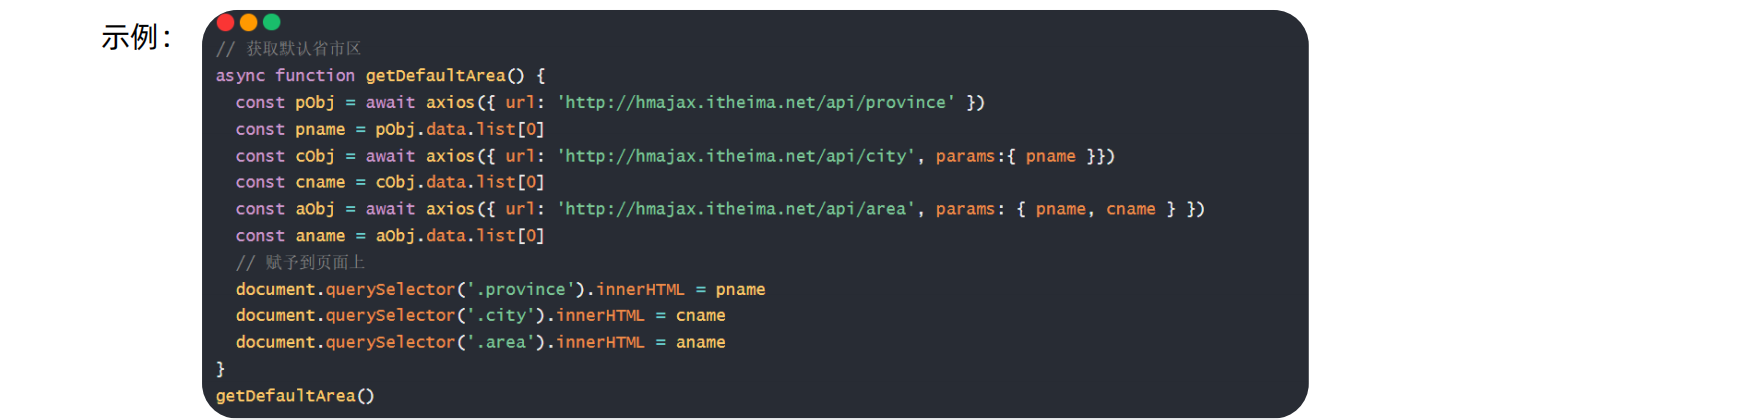 示例：
// 获取默认省市区
async function getDefaultArea() {
  const pObj = await axios({ url: 'http://hmajax.itheima.net/api/province' })
  const pname = pObj.data.list[0]
  const cObj = await axios({ url: 'http://hmajax.itheima.net/api/city', params:{ pname }})
  const cname = cObj.data.list[0]
  const aObj = await axios({ url: 'http://hmajax.itheima.net/api/area', params: { pname, cname } })
  const aname = aObj.data.list[0]
  // 赋予到页面上
  document.querySelector('.province').innerHTML = pname
  document.querySelector('.city').innerHTML = cname
  document.querySelector('.area').innerHTML = aname
}
getDefaultArea()